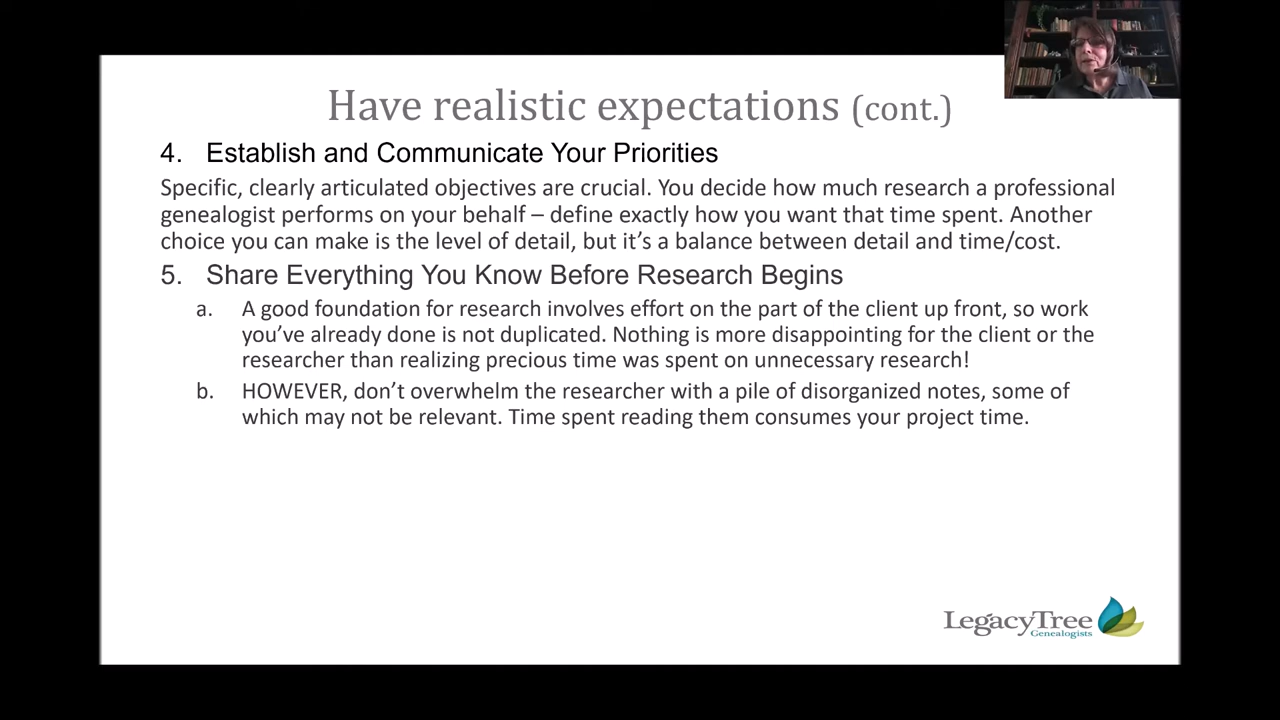 Have realistic expectations (cont.)
4. Establish and Communicate Your Priorities
Specific, clearly articulated objectives are crucial. You decide how much research a professional
genealogist performs on your behalf – define exactly how you want that time spent. Another
choice you can make is the level of detail, but it’s a balance between detail and time/cost.
5. Share Everything You Know Before Research Begins
a. A good foundation for research involves effort on the part of the client up front, so work
you’ve already done is not duplicated. Nothing is more disappointing for the client or the
researcher than realizing precious time was spent on unnecessary research!
b. HOWEVER, don’t overwhelm the researcher with a pile of disorganized notes, some of
which may not be relevant. Time spent reading them consumes your project time.
LegacyTree
Genealogists